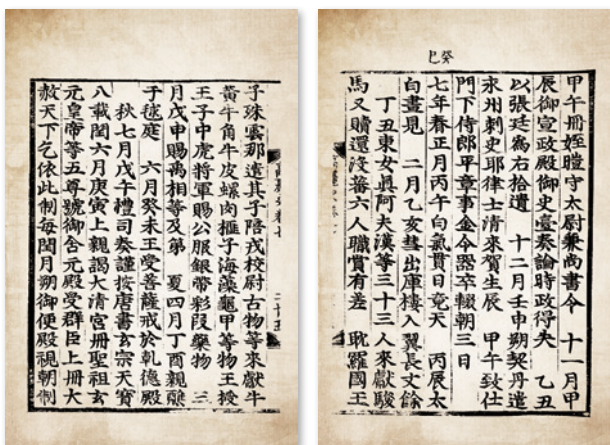 癸巳
甲午冊姪暟守太尉兼尚書令 十一月甲
辰御宣政殿御史臺奏論時政得失 乙丑
以張廷爲右拾遺 十二月壬申朔契丹遣
永州刺史耶律士清來賀生辰 甲午致仕
門下侍郎平章事金令器卒輟朝三日
七年春正月丙午白氣貫日竟天 丙辰太
白晝見 二月乙亥彗出庫樓入翼長丈餘
丁丑東女眞阿夫漢等三十三人來獻駿
馬又贖還沒蕃六人職賞有差 耽羅國王
子殊雲那遣其子陪戎校尉古物等來獻牛
黃牛角牛皮螺肉榧子海藻龜甲等物王授
王子中虎將軍賜公服銀帶彩段藥物 三
月戊申賜禹相等及第 夏四月丁酉親醮
于毬庭 六月癸未王受菩薩戒於乾德殿
秋七月戊午禮司奏謹按唐書玄宗天寶
八載閏六月庚寅上親謁大清宮冊聖祖玄
元皇帝等五尊號御含元殿受群臣上冊大
赦天下乞依此制每閏月朔御便殿視朝制